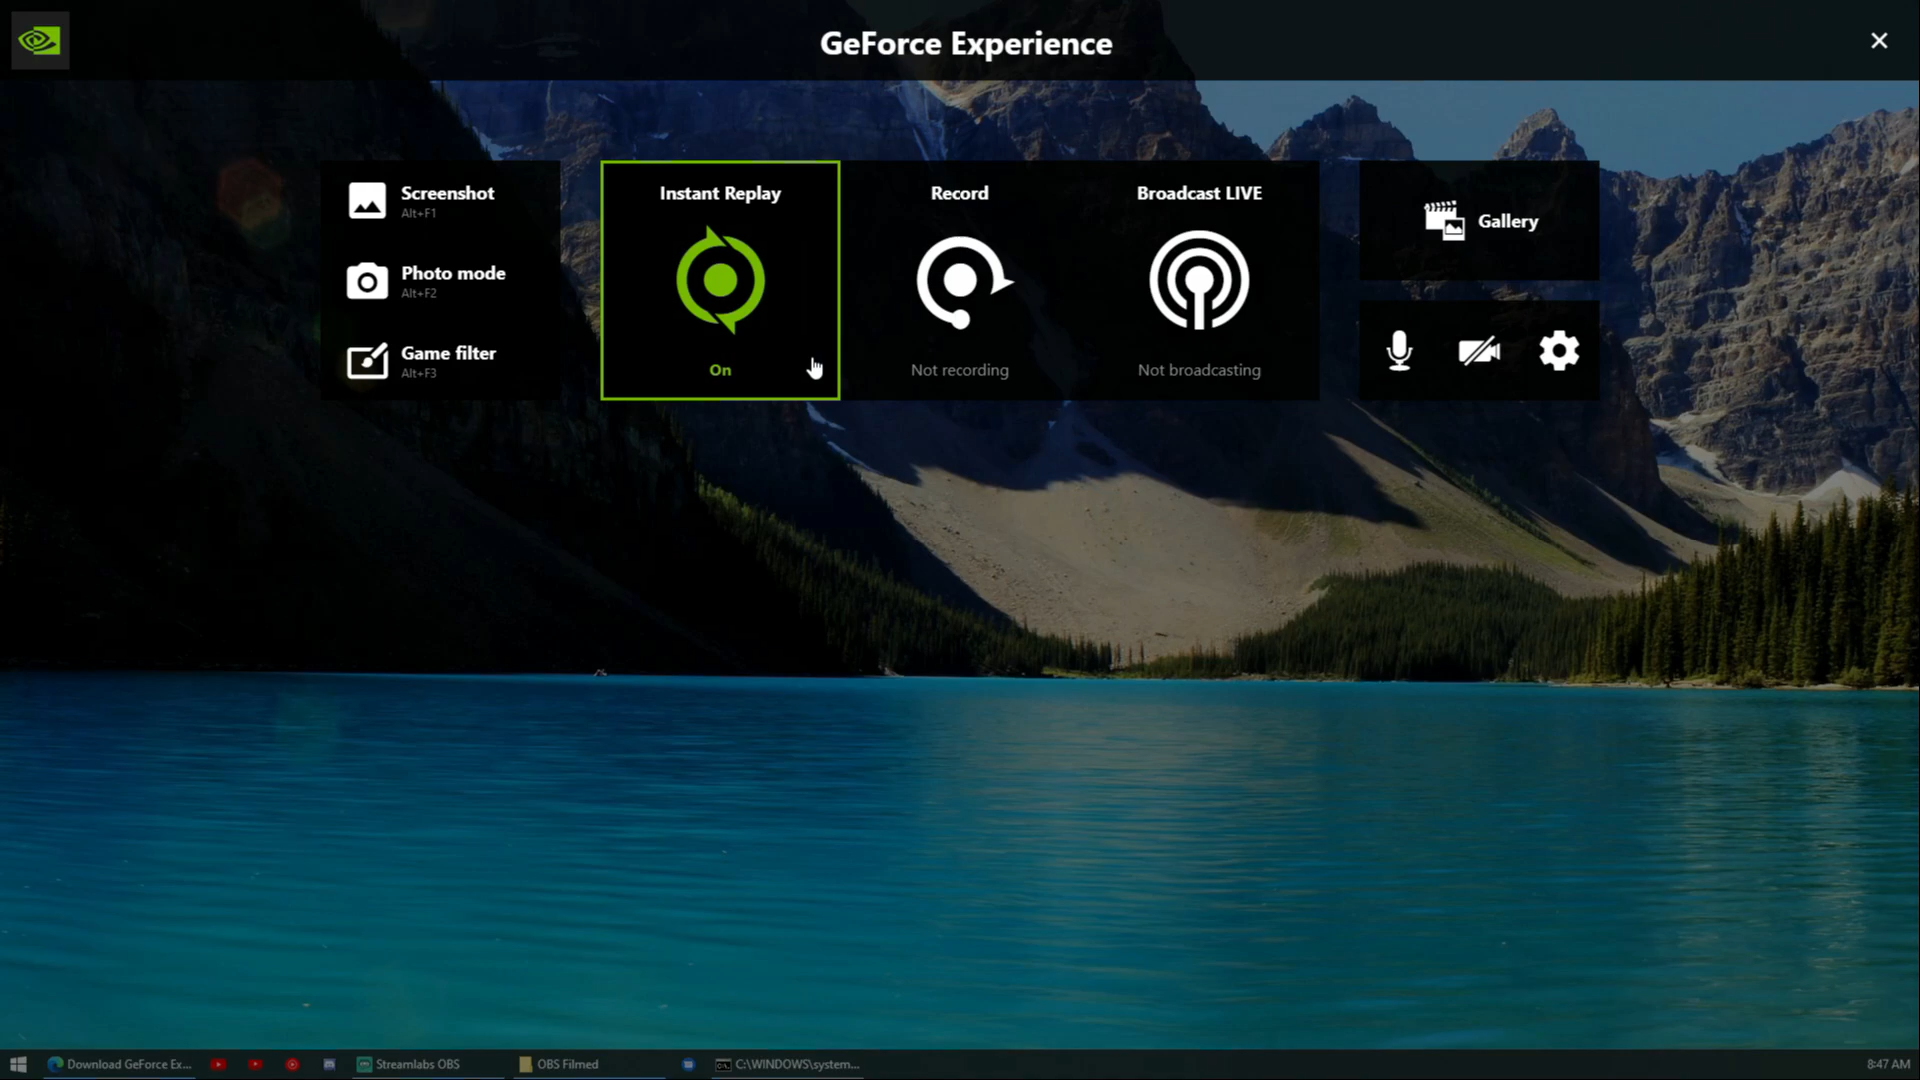 GeForce Experience
Screenshot
Alt+F1
Photo mode
Alt+F2
Game filter
Alt+F3
Instant Replay
On
Record
Not recording
Broadcast LIVE
Not broadcasting
Gallery
Download GeForce Ex...
Streamlabs OBS
OBS Filmed
C:\WINDOWS\system...
8:47 AM